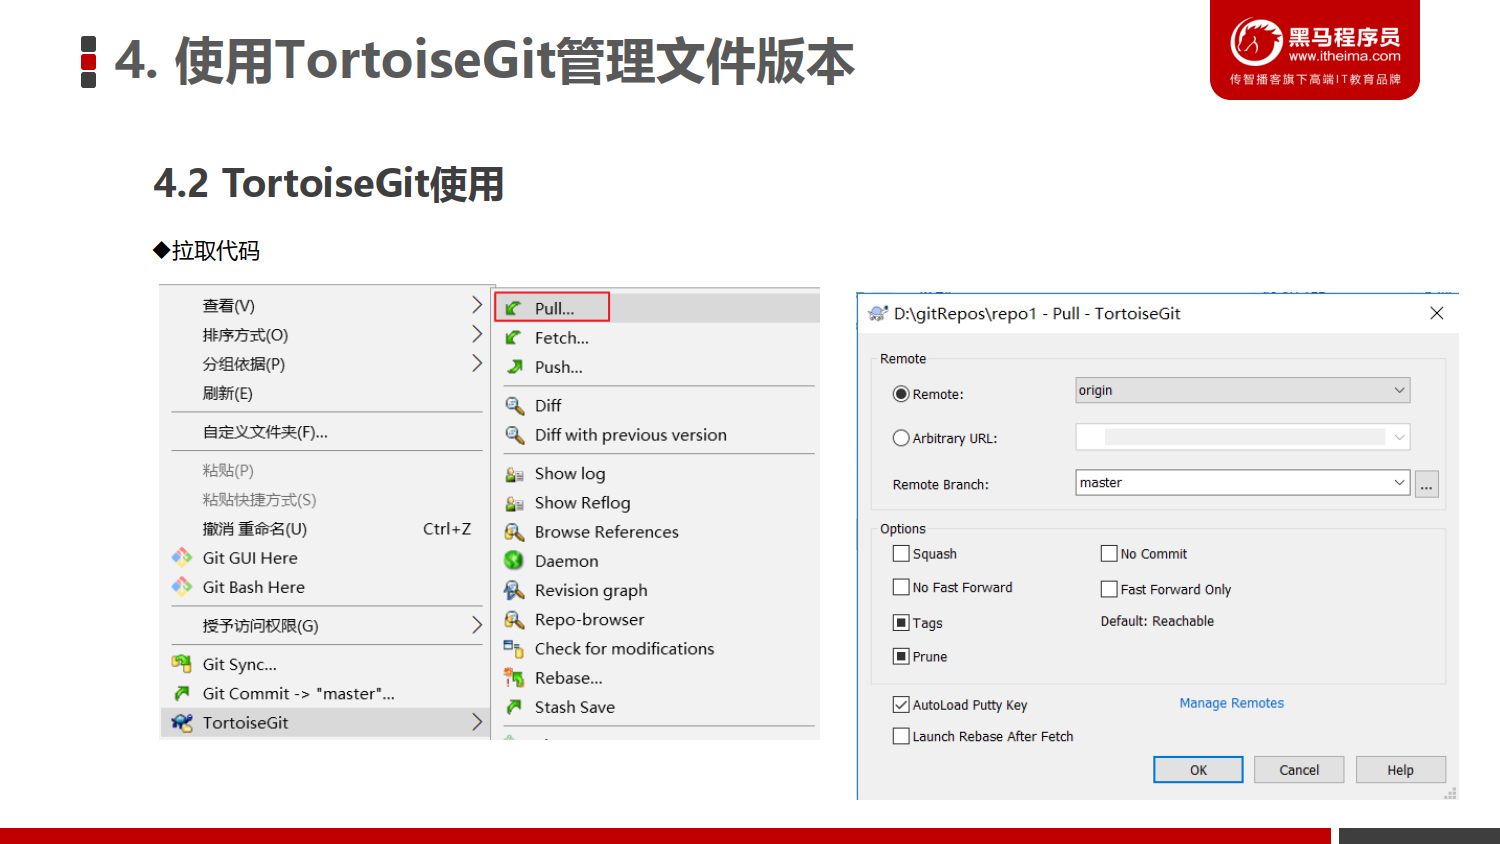 4. 使用TortoiseGit管理文件版本
黑马程序员
www.itheima.com
传智播客旗下高端IT教育品牌
4.2 TortoiseGit使用
◆拉取代码
查看(V)
排序方式(O)
分组依据(P)
刷新(E)
自定义文件夹(F)...
粘贴(P)
粘贴快捷方式(S)
撤消 重命名(U) Ctrl+Z
Git GUI Here
Git Bash Here
授予访问权限(G)
Git Sync...
Git Commit -> "master"...
TortoiseGit
Pull...
Fetch...
Push...
Diff
Diff with previous version
Show log
Show Reflog
Browse References
Daemon
Revision graph
Repo-browser
Check for modifications
Rebase...
Stash Save
D:\gitRepos\repo1 - Pull - TortoiseGit
Remote
Remote: origin
Arbitrary URL:
Remote Branch: master ...
Options
Squash No Commit
No Fast Forward Fast Forward Only
Tags Default: Reachable
Prune
AutoLoad Putty Key Manage Remotes
Launch Rebase After Fetch
OK Cancel Help